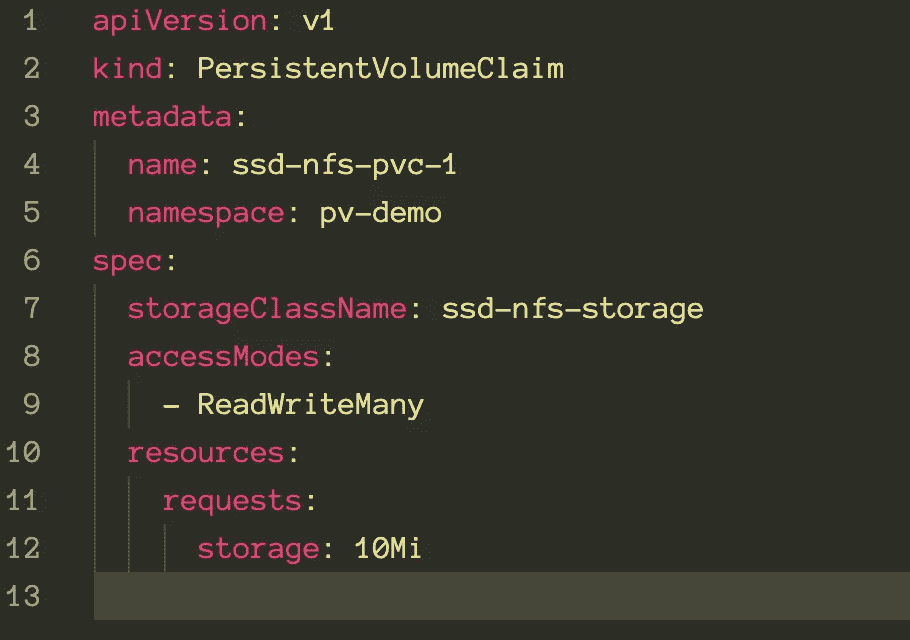 1 apiVersion: v1
2 kind: PersistentVolumeClaim
3 metadata:
4   name: ssd-nfs-pvc-1
5   namespace: pv-demo
6 spec:
7   storageClassName: ssd-nfs-storage
8   accessModes:
9     - ReadWriteMany
10   resources:
11     requests:
12       storage: 10Mi
13